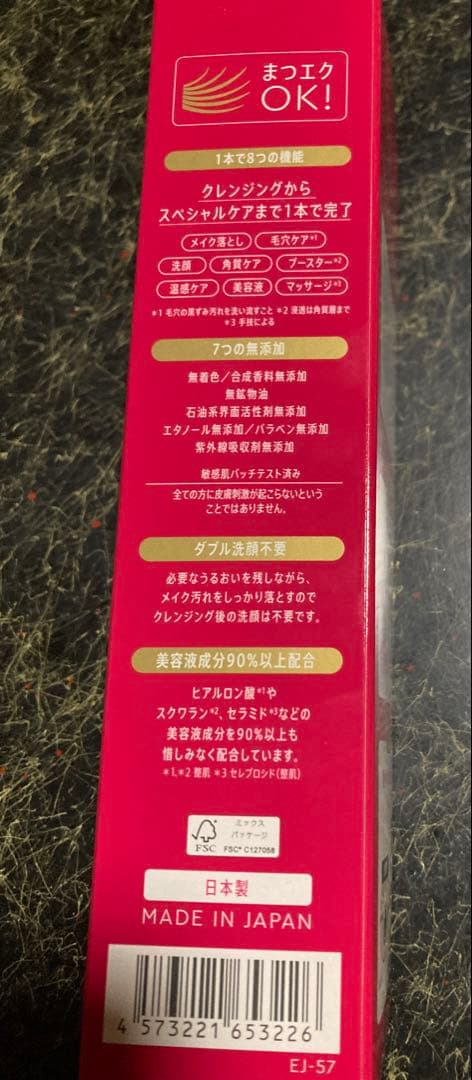 まつエク
OK!
1本で8つの機能
クレンジングから
スペシャルケアまで1本で完了
メイク落とし 毛穴ケア*1
洗顔 角質ケア ブースター*2
温感ケア 美容液 マッサージ*3
*1 毛穴の黒ずみ汚れを洗い流すこと *2 浸透は角質層まで
*3 手技による
7つの無添加
無着色／合成香料無添加
無鉱物油
石油系界面活性剤無添加
エタノール無添加／パラベン無添加
紫外線吸収剤無添加
敏感肌パッチテスト済み
全ての方に皮膚刺激が起こらないという
ことではありません。
ダブル洗顔不要
必要なうるおいを残しながら、
メイク汚れをしっかり落とすので
クレンジング後の洗顔は不要です。
美容液成分90%以上配合
ヒアルロン酸*1や
スクワラン*2、セラミド*3などの
美容液成分を90%以上も
惜しみなく配合しています。
*1、*2 整肌 *3 セレブロシド（整肌）
ミックス
パッケージ
FSC FSC® C127058
日本製
MADE IN JAPAN
4 573221 653226
EJ-57